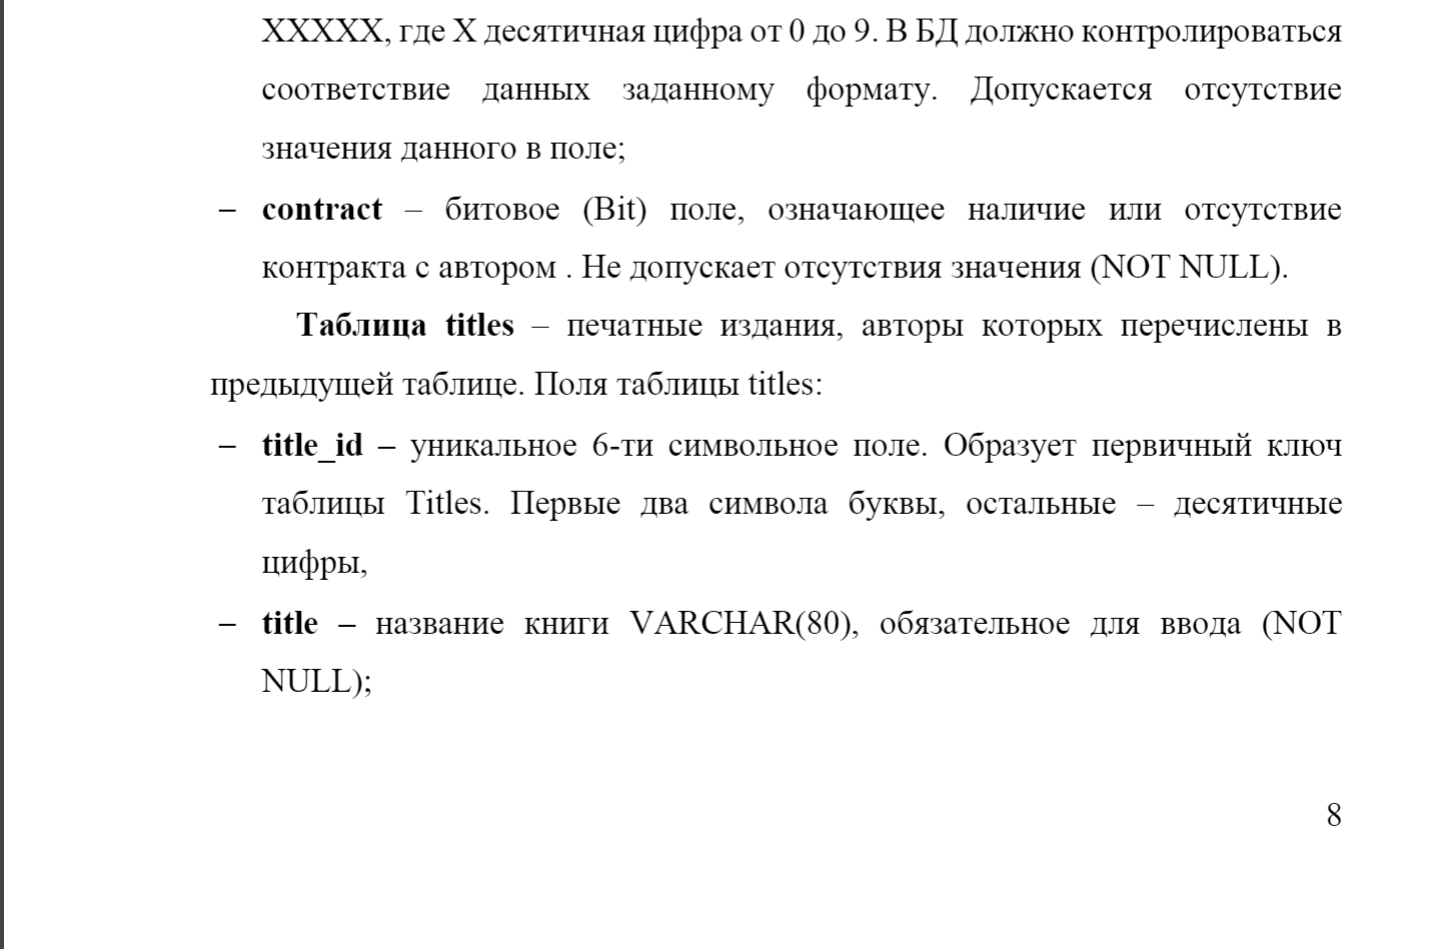 XXXXX, где X десятичная цифра от 0 до 9. В БД должно контролироваться
соответствие данных заданному формату. Допускается отсутствие
значения данного в поле;
– contract – битовое (Bit) поле, означающее наличие или отсутствие
контракта с автором . Не допускает отсутствия значения (NOT NULL).
Таблица titles – печатные издания, авторы которых перечислены в
предыдущей таблице. Поля таблицы titles:
– title_id – уникальное 6-ти символьное поле. Образует первичный ключ
таблицы Titles. Первые два символа буквы, остальные – десятичные
цифры,
– title – название книги VARCHAR(80), обязательное для ввода (NOT
NULL);
8